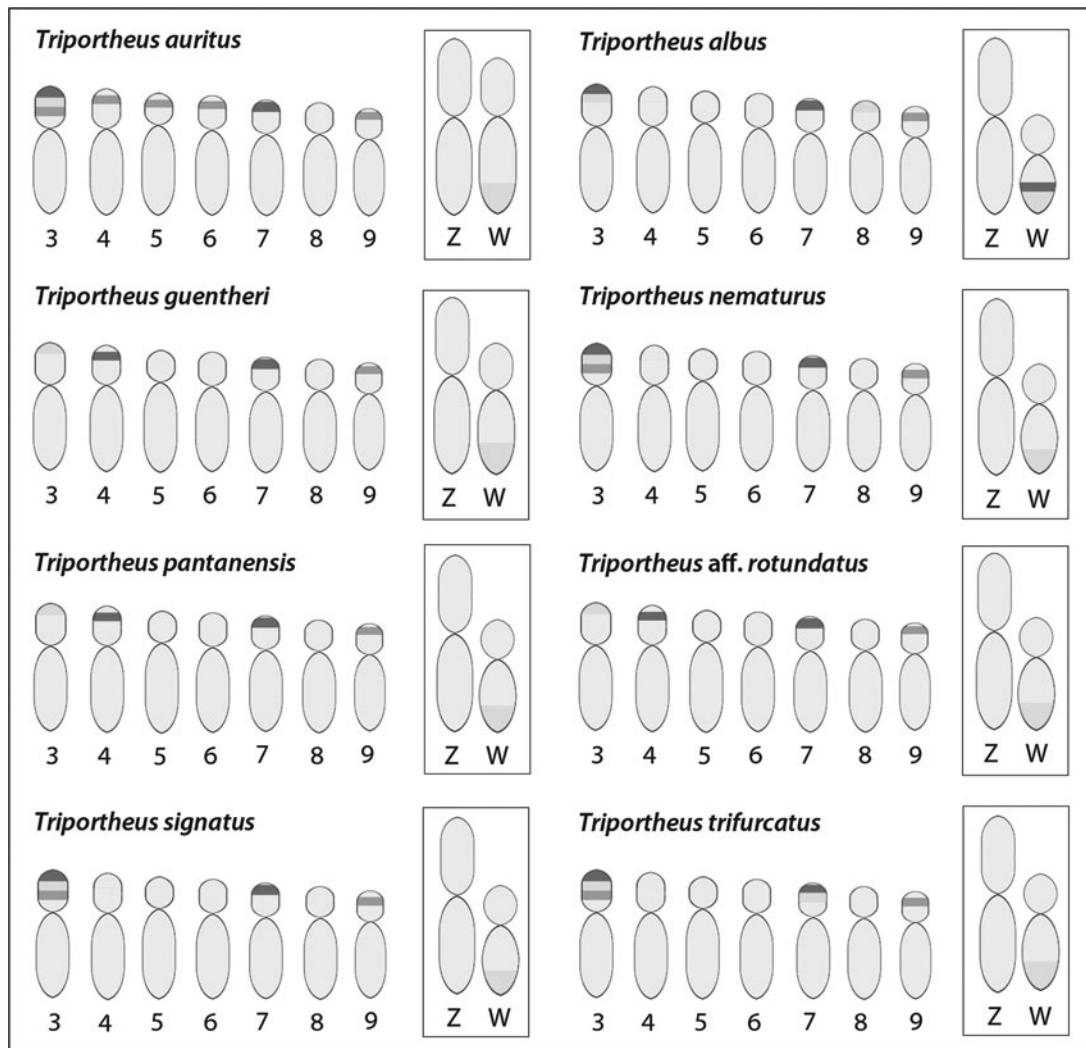 Triportheus auritus
3 4 5 6 7 8 9 Z W
Triportheus albus
3 4 5 6 7 8 9 Z W
Triportheus guentheri
3 4 5 6 7 8 9 Z W
Triportheus nematurus
3 4 5 6 7 8 9 Z W
Triportheus pantanensis
3 4 5 6 7 8 9 Z W
Triportheus aff. rotundatus
3 4 5 6 7 8 9 Z W
Triportheus signatus
3 4 5 6 7 8 9 Z W
Triportheus trifurcatus
3 4 5 6 7 8 9 Z W